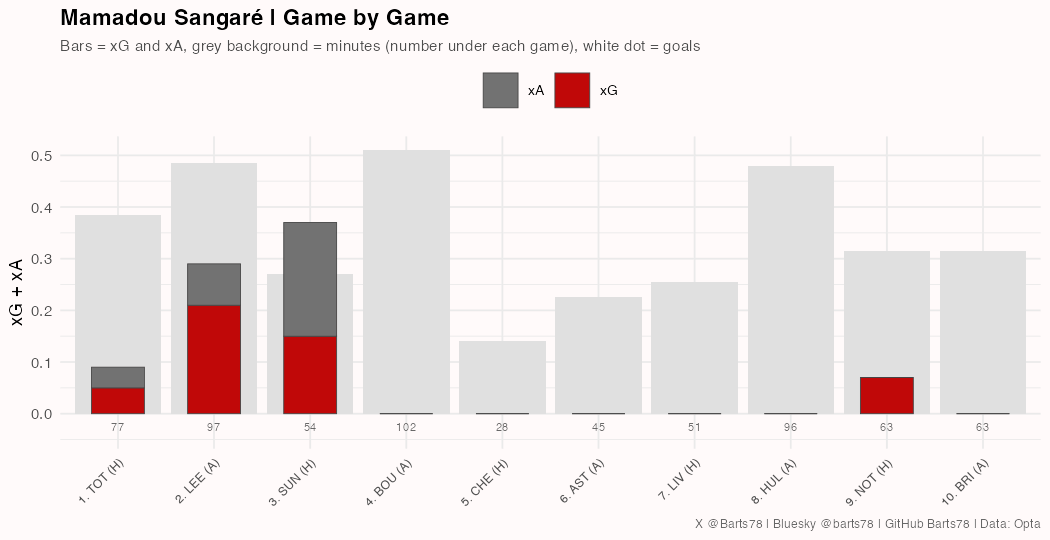 Mamadou Sangaré | Game by Game
Bars = xG and xA, grey background = minutes (number under each game), white dot = goals
xA xG
xG + xA
0.5
0.4
0.3
0.2
0.1
0.0
77 97 54 102 28 45 51 96 63 63
1. TOT (H) 2. LEE (A) 3. SUN (H) 4. BOU (A) 5. CHE (H) 6. AST (A) 7. LIV (H) 8. HUL (A) 9. NOT (H) 10. BRI (A)
X @Barts78 | Bluesky @barts78 | GitHub Barts78 | Data: Opta